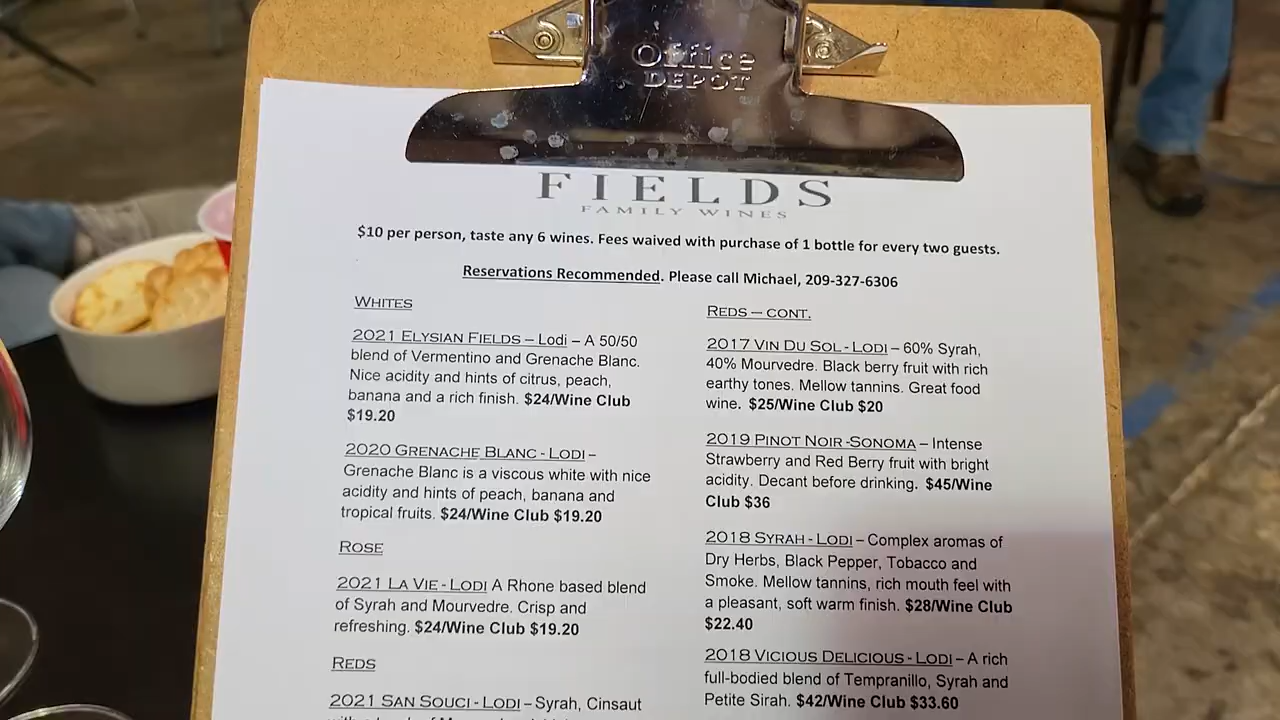 Office
DEPOT
FIELDS
FAMILY WINES
$10 per person, taste any 6 wines. Fees waived with purchase of 1 bottle for every two guests.
Reservations Recommended. Please call Michael, 209-327-6306
WHITES
2021 ELYSIAN FIELDS – Lodi – A 50/50
blend of Vermentino and Grenache Blanc.
Nice acidity and hints of citrus, peach,
banana and a rich finish. $24/Wine Club
$19.20
2020 GRENACHE BLANC - LODI –
Grenache Blanc is a viscous white with nice
acidity and hints of peach, banana and
tropical fruits. $24/Wine Club $19.20
ROSE
2021 LA VIE - LODI A Rhone based blend
of Syrah and Mourvedre. Crisp and
refreshing. $24/Wine Club $19.20
REDS
2021 SAN SOUCI - LODI – Syrah, Cinsaut
REDS – CONT.
2017 VIN DU SOL - LODI – 60% Syrah,
40% Mourvedre. Black berry fruit with rich
earthy tones. Mellow tannins. Great food
wine. $25/Wine Club $20
2019 PINOT NOIR -SONOMA – Intense
Strawberry and Red Berry fruit with bright
acidity. Decant before drinking. $45/Wine
Club $36
2018 SYRAH - LODI – Complex aromas of
Dry Herbs, Black Pepper, Tobacco and
Smoke. Mellow tannins, rich mouth feel with
a pleasant, soft warm finish. $28/Wine Club
$22.40
2018 VICIOUS DELICIOUS - LODI – A rich
full-bodied blend of Tempranillo, Syrah and
Petite Sirah. $42/Wine Club $33.60